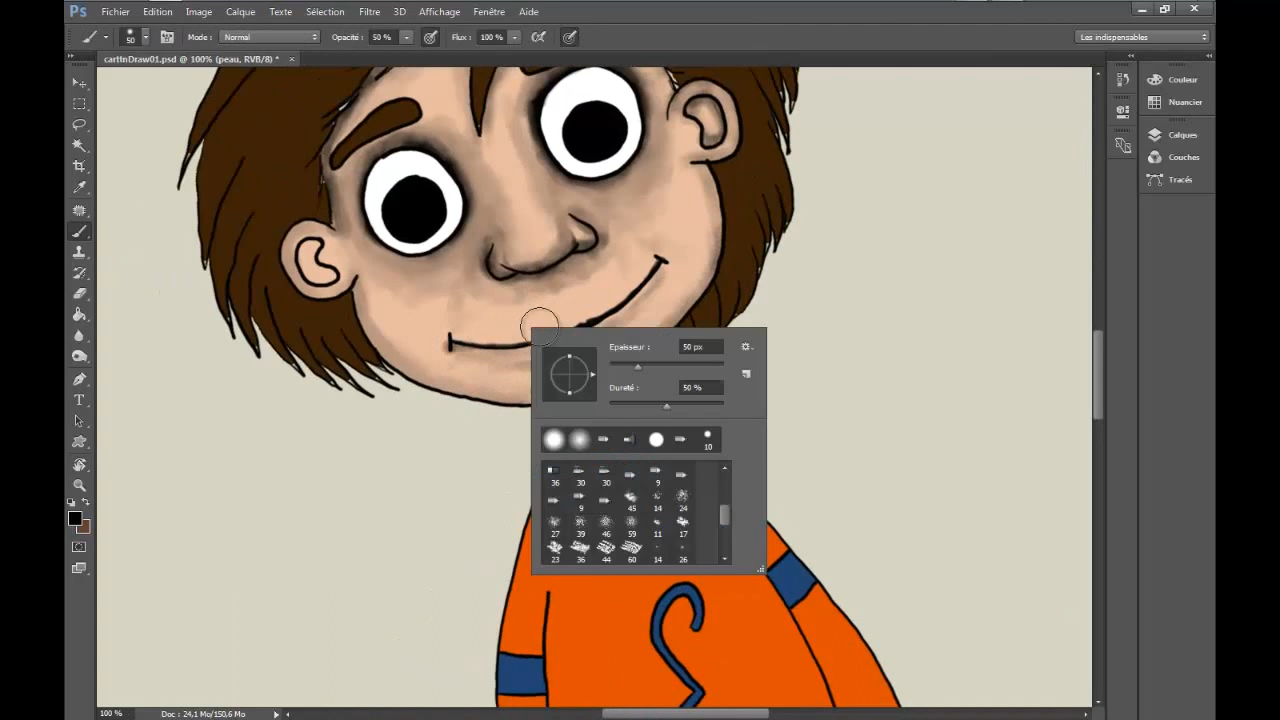 Ps Fichier Edition Image Calque Texte Sélection Filtre 3D Affichage Fenêtre Aide
50 Mode : Normal Opacité : 50 % Flux : 100 % Les indispensables
cartInDraw01.psd @ 100% (peau, RVB/8) * ×
Couleur
Nuancier
Calques
Couches
Tracés
Epaisseur : 50 px
Dureté : 50 %
10
36 30 30 9
9 45 14 24
27 39 46 59 11 17
23 36 44 60 14 26
T
100 % Doc : 24,1 Mo/150,6 Mo